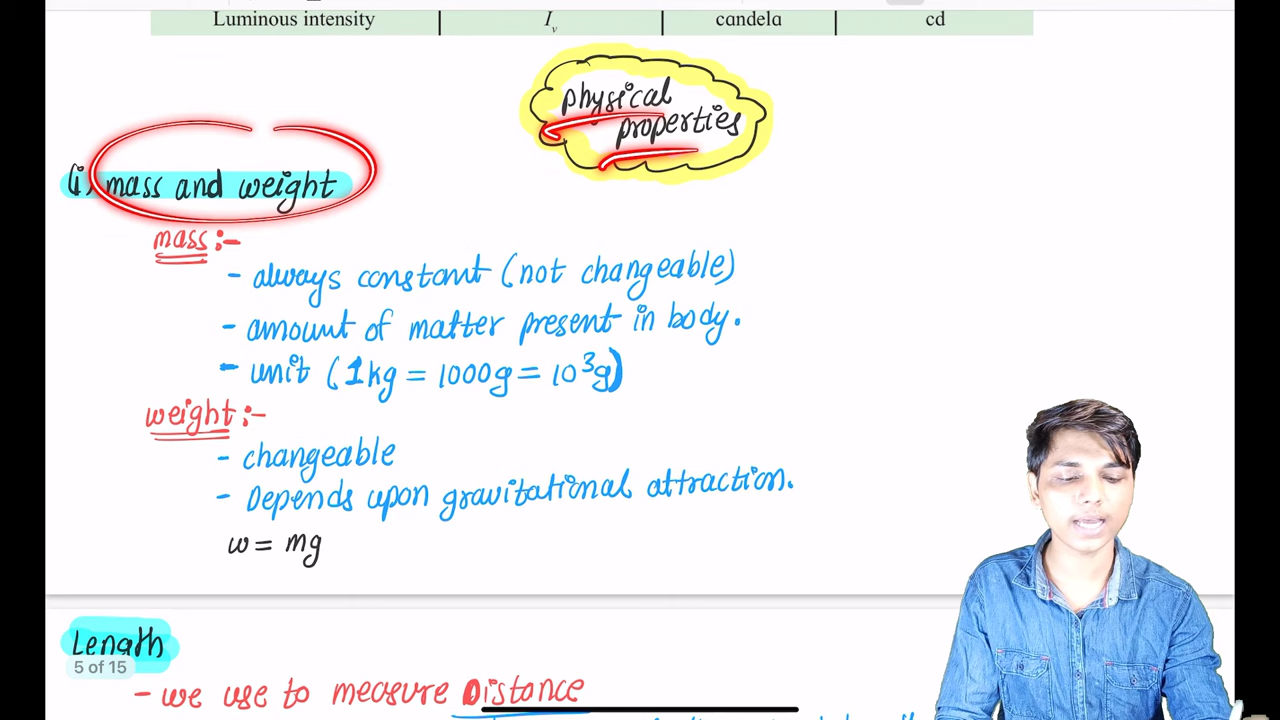 Luminous intensity Iv candela cd
physical
properties
(i) mass and weight
mass :-
- always constant (not changeable)
- amount of matter present in body.
- unit (1kg = 1000g = 10³g)
weight :-
- changeable
- Depends upon gravitational attraction.
w = mg
Length
5 of 15
- we use to measure Distance